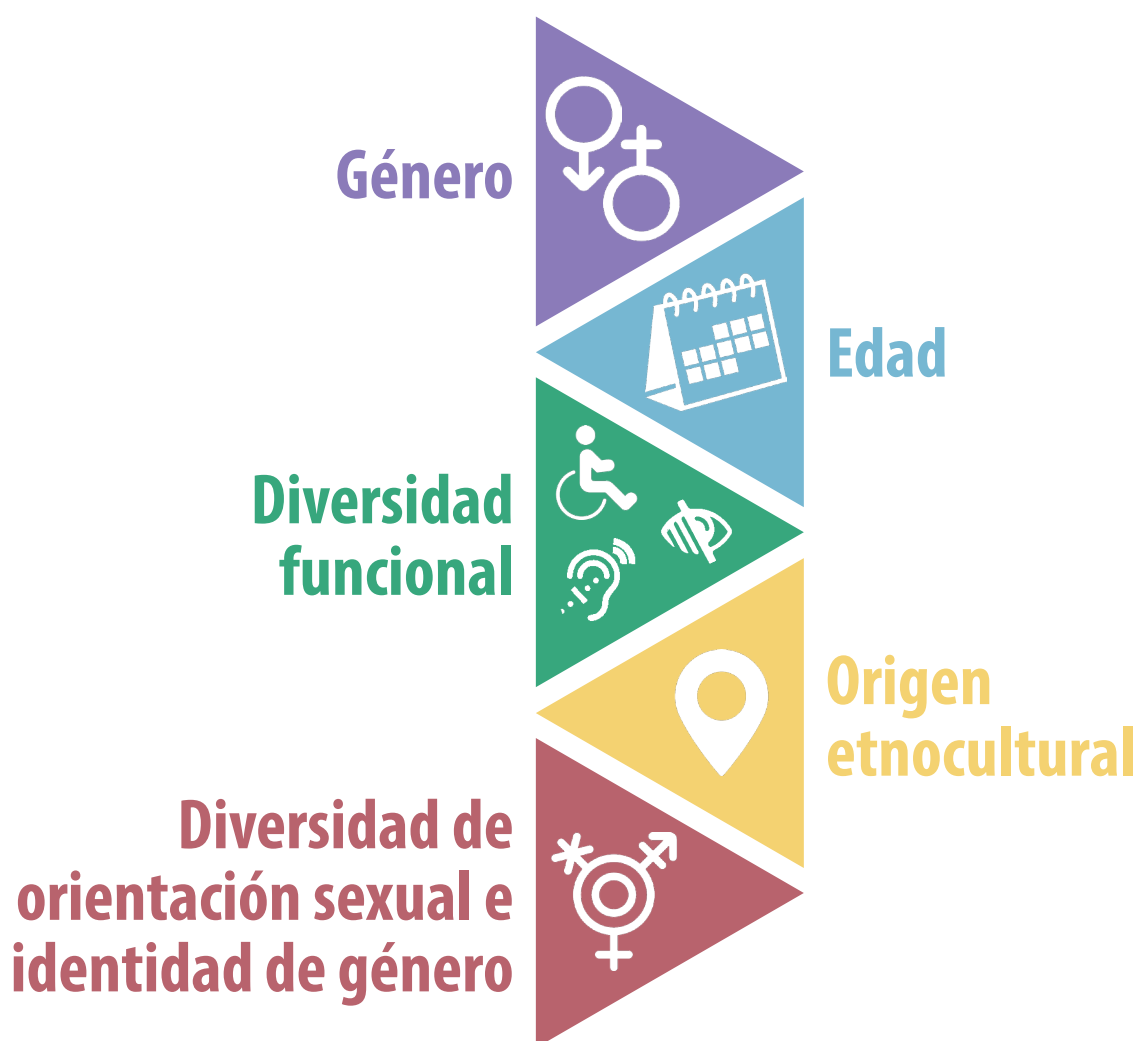 Género
Edad
Diversidad
funcional
Origen
etnocultural
Diversidad de
orientación sexual e
identidad de género